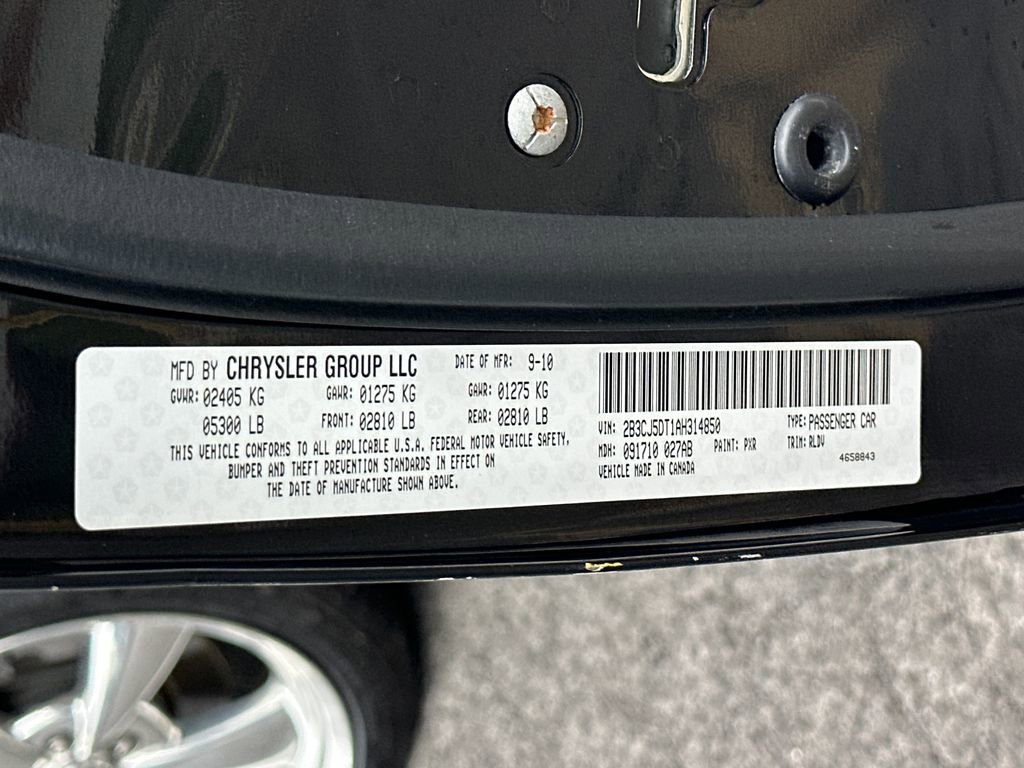 MFD BY CHRYSLER GROUP LLC DATE OF MFR: 9-10
GVWR: 02405 KG GAWR: 01275 KG GAWR: 01275 KG
05300 LB FRONT: 02810 LB REAR: 02810 LB
THIS VEHICLE CONFORMS TO ALL APPLICABLE U.S.A. FEDERAL MOTOR VEHICLE SAFETY,
BUMPER AND THEFT PREVENTION STANDARDS IN EFFECT ON
THE DATE OF MANUFACTURE SHOWN ABOVE.
VIN: 2B3CJ5DT1AH314850 TYPE: PASSENGER CAR
MDH: 091710 027AB PAINT: PXR TRIM: RLDV
VEHICLE MADE IN CANADA 4658843